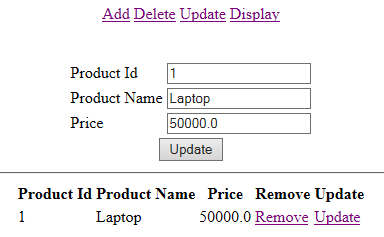 Add Delete Update Display
Product Id 1
Product Name Laptop
Price 50000.0
Update
Product Id Product Name Price Remove Update
1 Laptop 50000.0 Remove Update